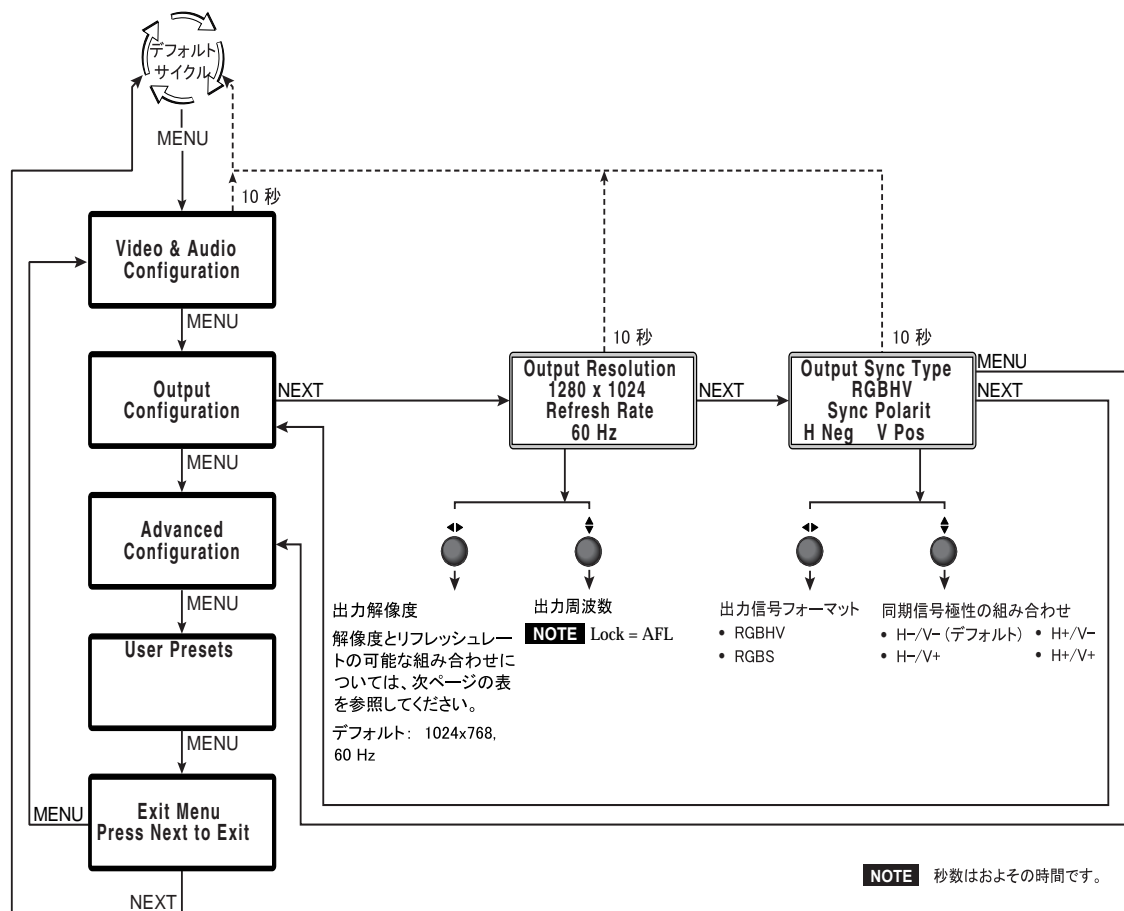 デフォルト
サイクル
MENU
10 秒
Video & Audio
Configuration
MENU
10 秒
10 秒
Output
Configuration
NEXT
Output Resolution
1280 x 1024
Refresh Rate
60 Hz
NEXT
Output Sync Type
RGBHV
Sync Polarit
H Neg V Pos
MENU
NEXT
MENU
Advanced
Configuration
MENU
出力解像度
解像度とリフレッシュレー
トの可能な組み合わせに
ついては、次ページの表
を参照してください。
デフォルト： 1024x768,
60 Hz
出力周波数
NOTE Lock = AFL
出力信号フォーマット
• RGBHV
• RGBS
同期信号極性の組み合わせ
• H–/V– (デフォルト) • H+/V–
• H–/V+ • H+/V+
User Presets
MENU
MENU
Exit Menu
Press Next to Exit
NEXT
NOTE 秒数はおよその時間です。